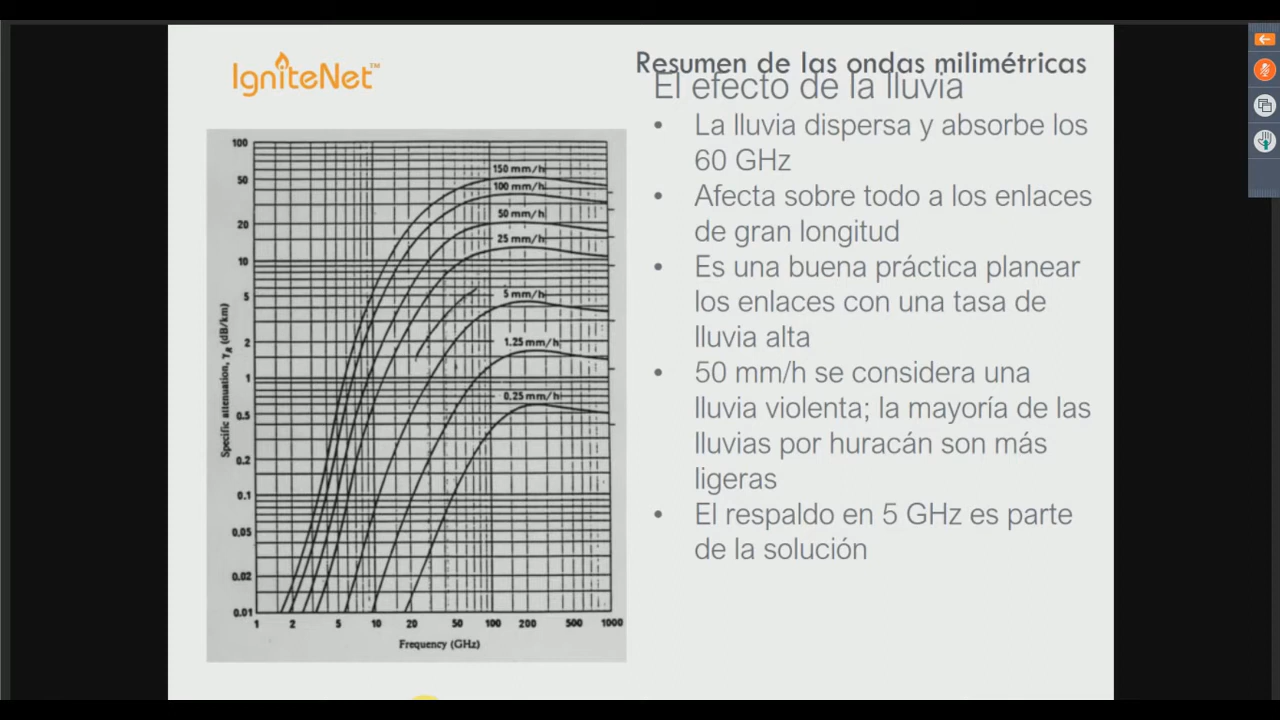 IgniteNet™
Resumen de las ondas milimétricas
El efecto de la lluvia
• La lluvia dispersa y absorbe los
60 GHz
• Afecta sobre todo a los enlaces
de gran longitud
• Es una buena práctica planear
los enlaces con una tasa de
lluvia alta
• 50 mm/h se considera una
lluvia violenta; la mayoría de las
lluvias por huracán son más
ligeras
• El respaldo en 5 GHz es parte
de la solución
100
50
20
10
5
2
1
0.5
0.2
0.1
0,05
0.02
0.01
Specific attenuation, γR (dB/km)
150 mm/h
100 mm/h
50 mm/h
25 mm/h
5 mm/h
1.25 mm/h
0.25 mm/h
1 2 5 10 20 50 100 200 500 1000
Frequency (GHz)